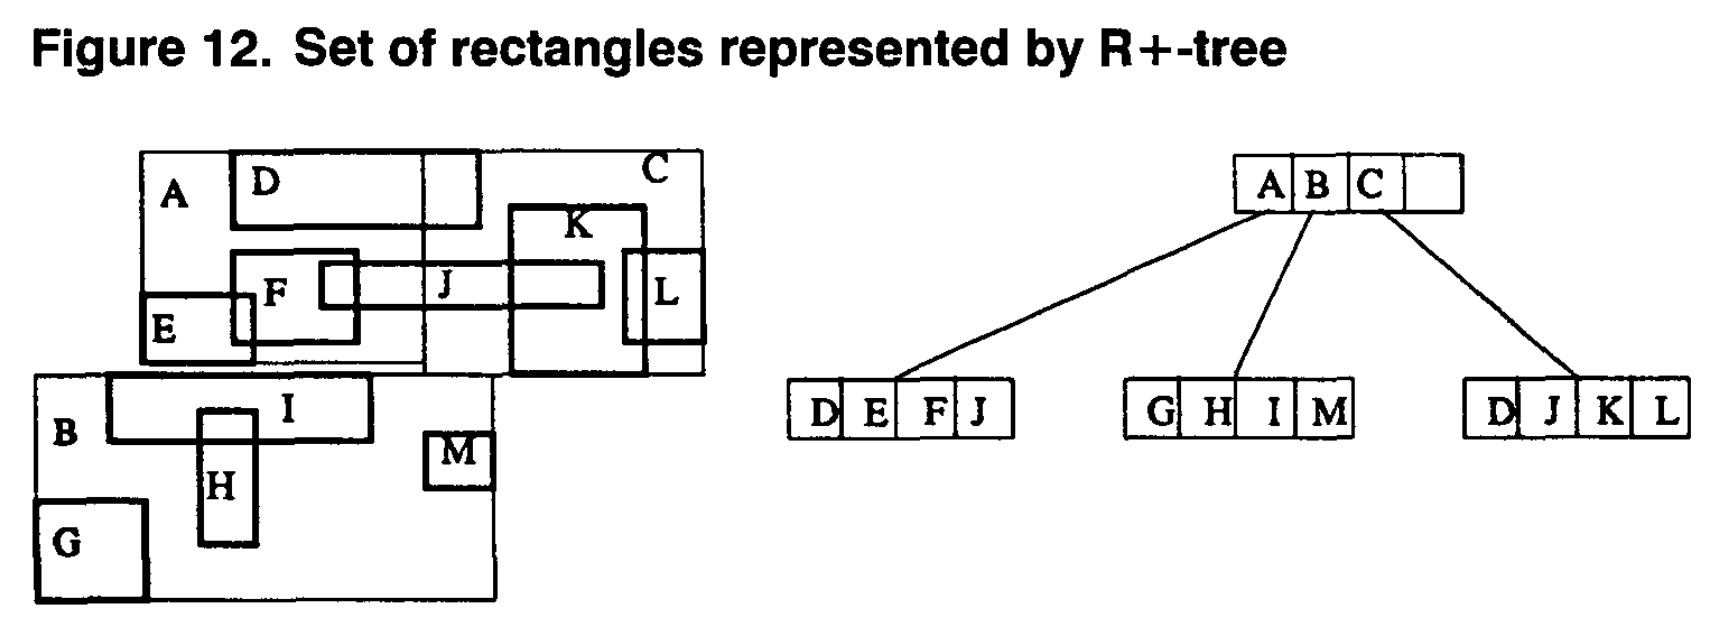 Figure 12. Set of rectangles represented by R+-tree
A D C
K
F J L
E
B I
M
H
G
A B C
D E F J
G H I M
D J K L